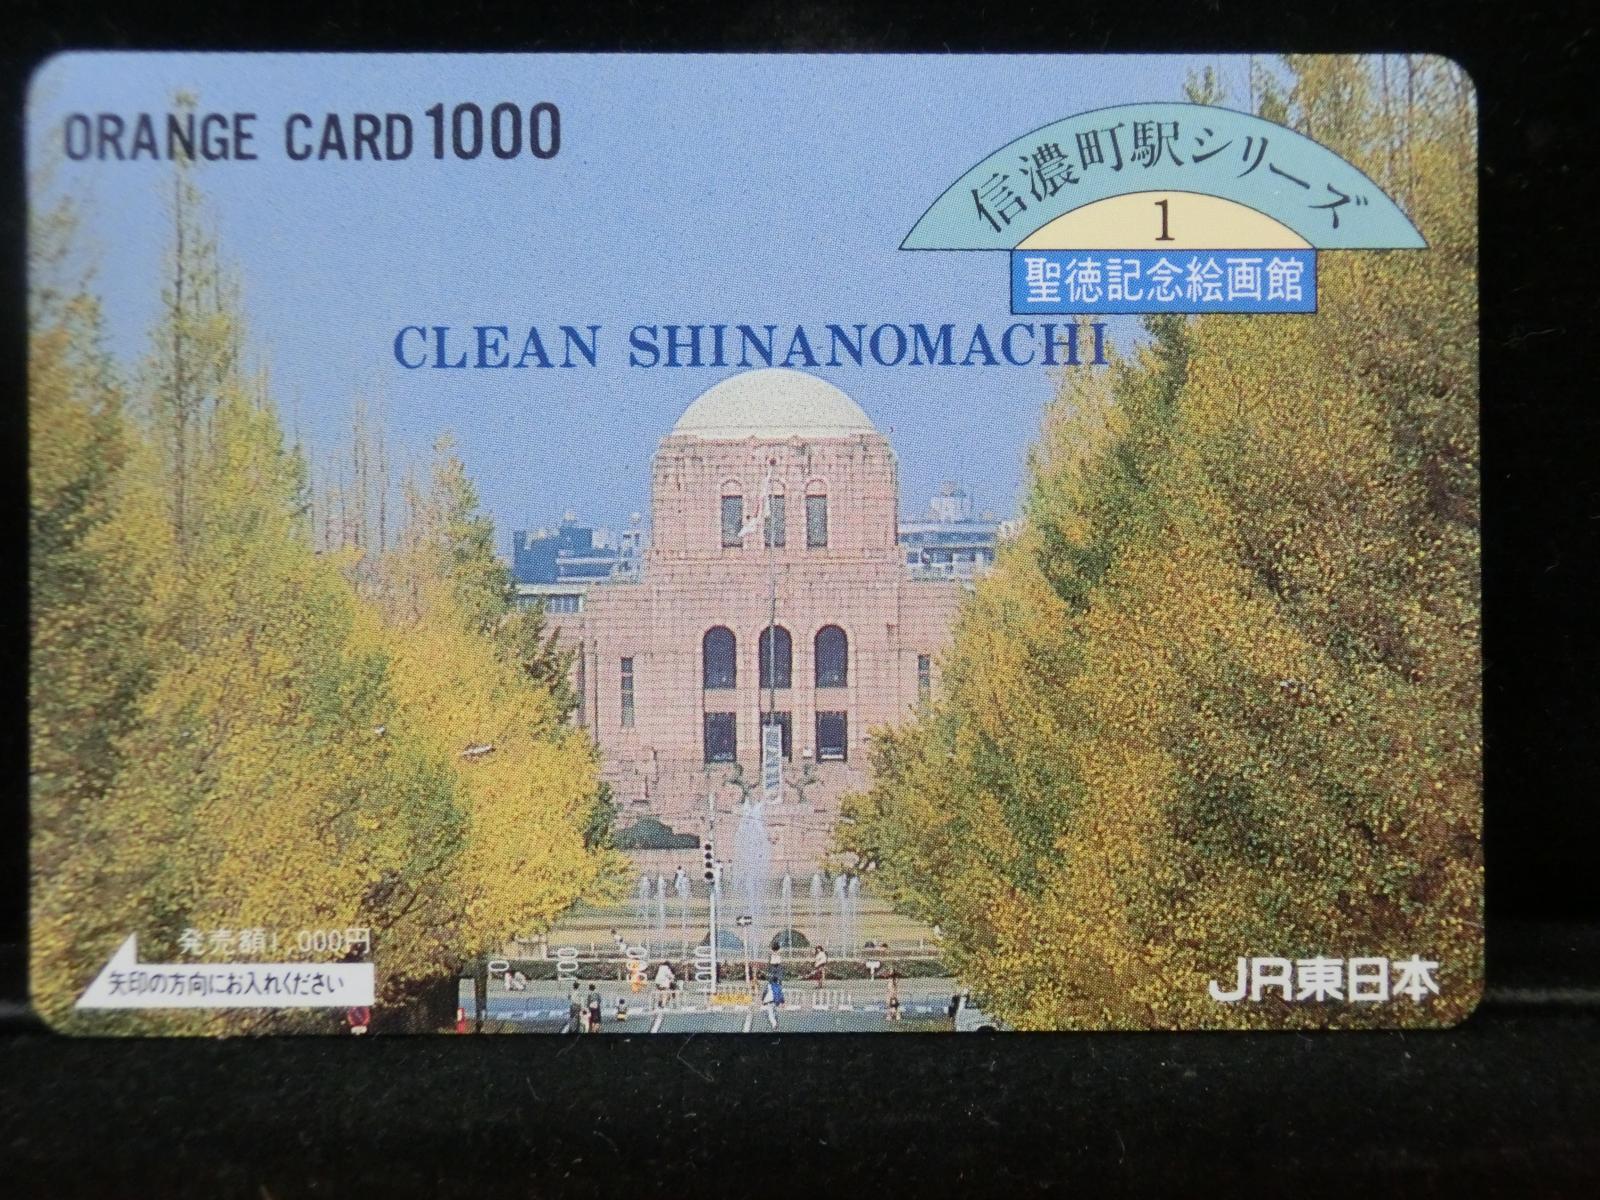 ORANGE CARD 1000
信濃町駅シリーズ
1
聖徳記念絵画館
CLEAN SHINANOMACHI
発売額1,000円
矢印の方向にお入れください
JR東日本